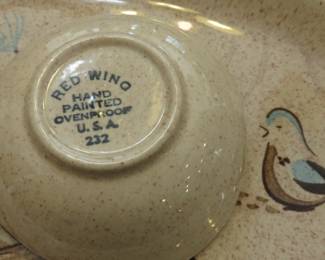 RED WING
HAND
PAINTED
OVENPROOF
U.S.A.
232